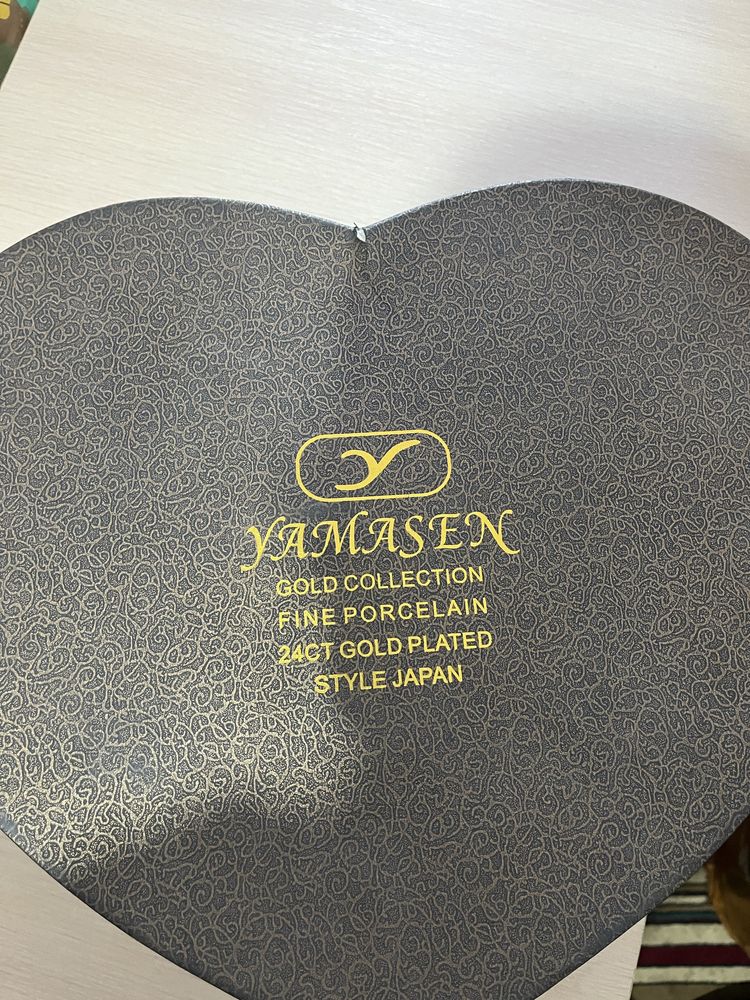 YAMASEN
GOLD COLLECTION
FINE PORCELAIN
24CT GOLD PLATED
STYLE JAPAN